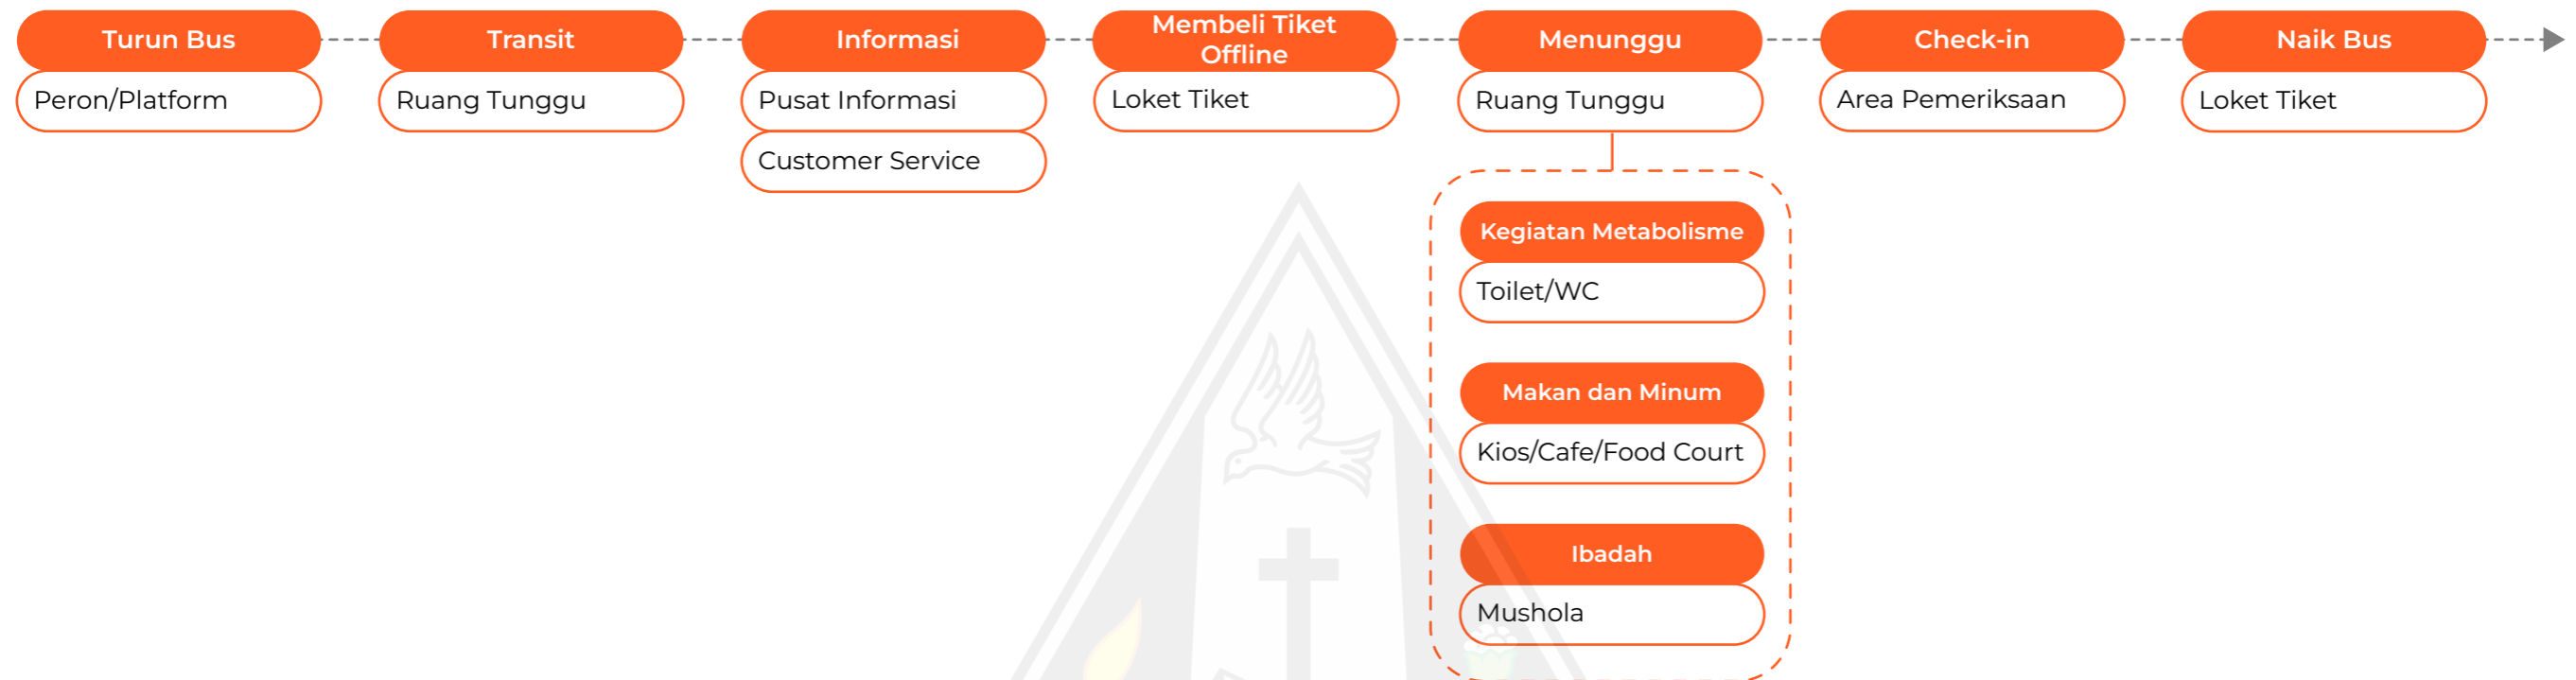 Turun Bus
Peron/Platform
Transit
Ruang Tunggu
Informasi
Pusat Informasi
Customer Service
Membeli Tiket
Offline
Loket Tiket
Menunggu
Ruang Tunggu
Kegiatan Metabolisme
Toilet/WC
Makan dan Minum
Kios/Cafe/Food Court
Ibadah
Mushola
Check-in
Area Pemeriksaan
Naik Bus
Loket Tiket